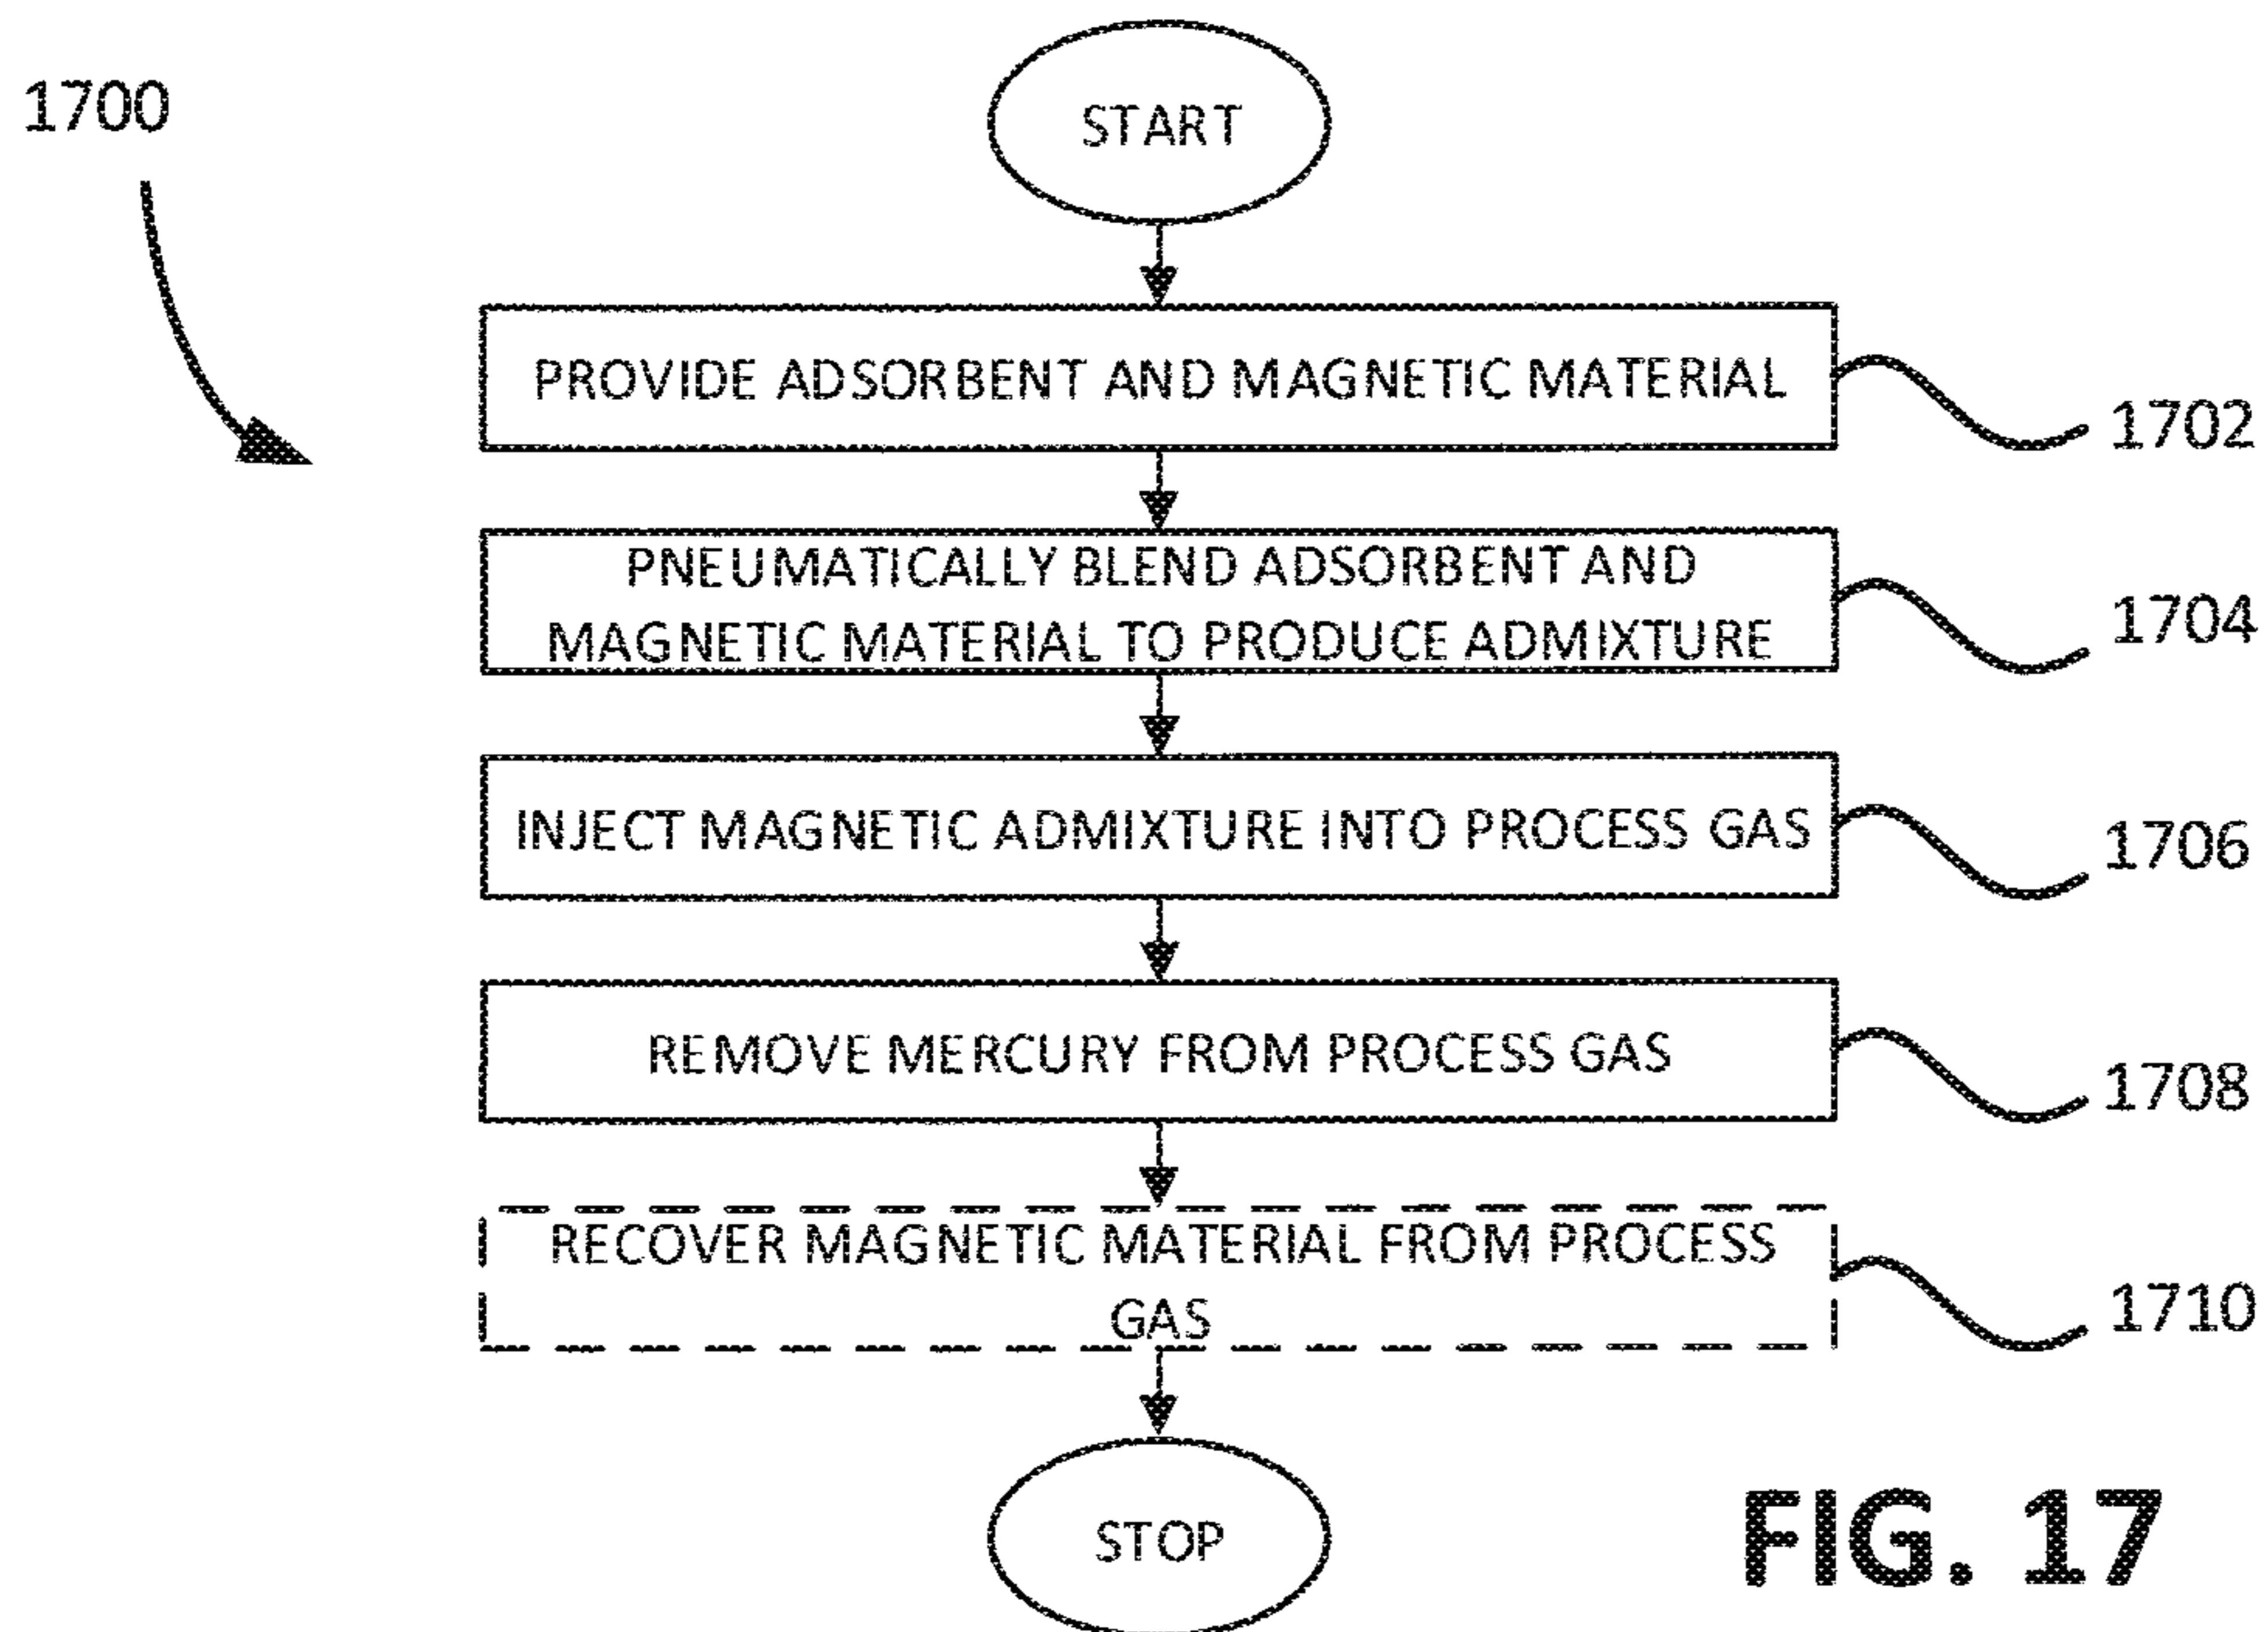 1700
START
PROVIDE ADSORBENT AND MAGNETIC MATERIAL
1702
PNEUMATICALLY BLEND ADSORBENT AND
MAGNETIC MATERIAL TO PRODUCE ADMIXTURE
1704
INJECT MAGNETIC ADMIXTURE INTO PROCESS GAS
1706
REMOVE MERCURY FROM PROCESS GAS
1708
RECOVER MAGNETIC MATERIAL FROM PROCESS
GAS
1710
STOP
FIG. 17